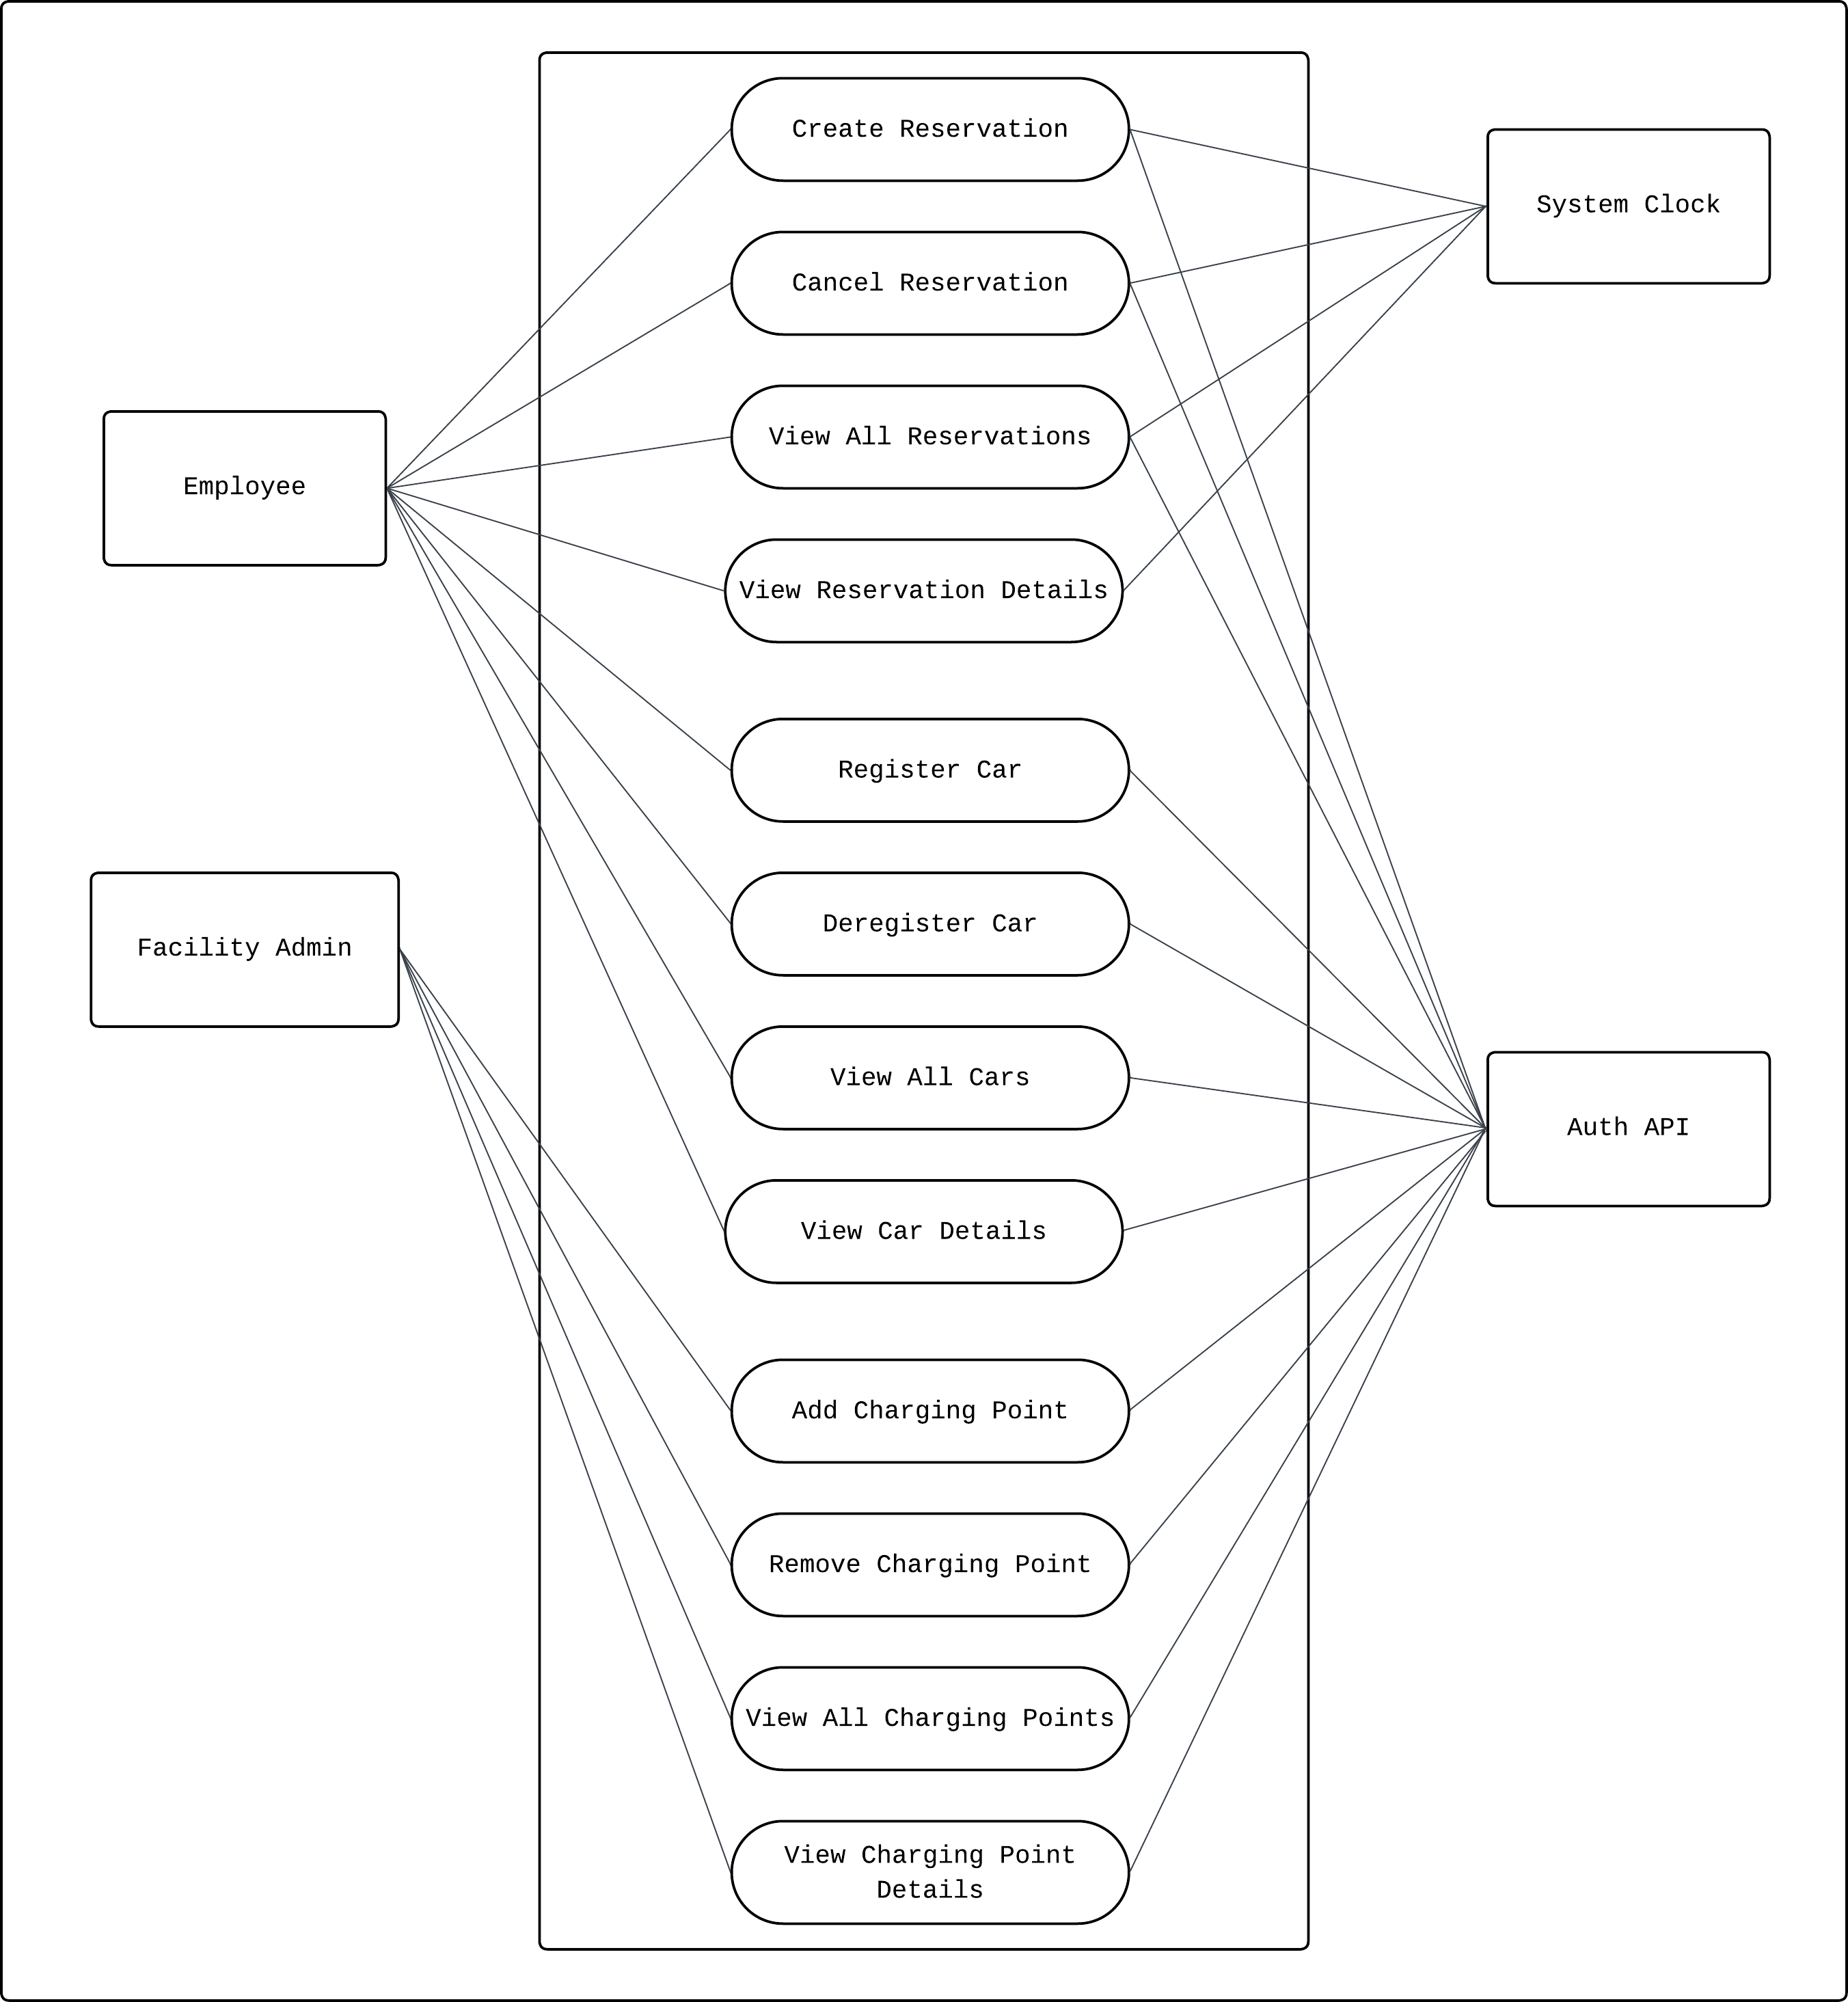 Create Reservation
System Clock
Cancel Reservation
View All Reservations
Employee
View Reservation Details
Register Car
Deregister Car
Facility Admin
View All Cars
Auth API
View Car Details
Add Charging Point
Remove Charging Point
View All Charging Points
View Charging Point
Details